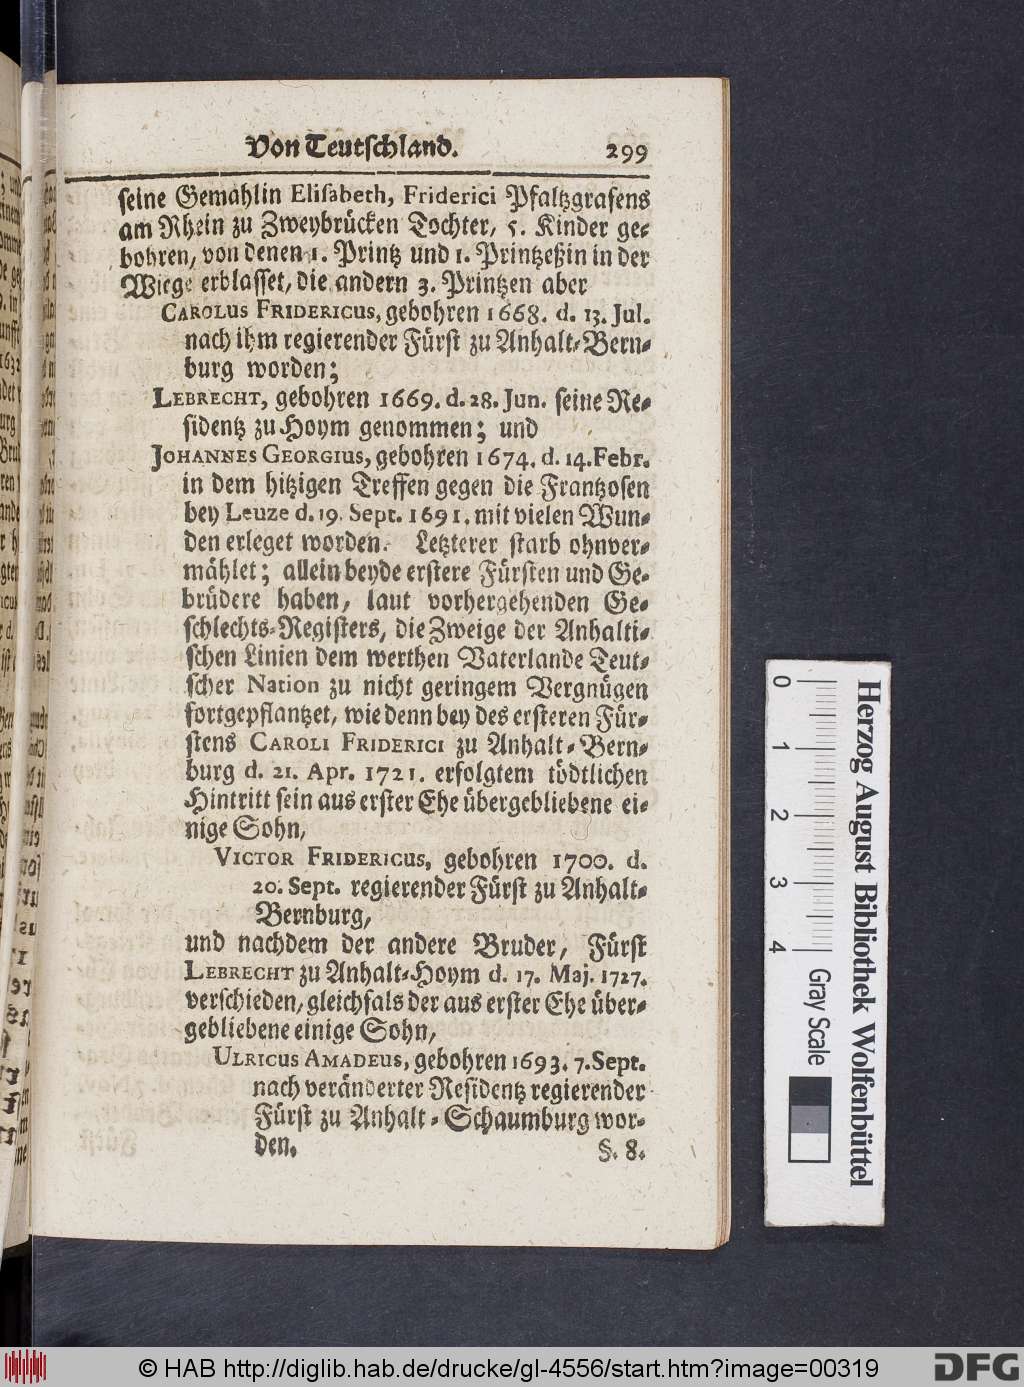 Von Teutschland. 299
seine Gemahlin Elisabeth, Friderici Pfaltzgrafens
am Rhein zu Zweybrücken Tochter, 5. Kinder ge-
bohren, von denen 1. Printz und 1. Printzeßin in der
Wiege erblasset, die andern 3. Printzen aber
CAROLUS FRIDERICUS, gebohren 1668. d. 13. Jul.
nach ihm regierender Fürst zu Anhalt-Bern-
burg worden;
LEBRECHT, gebohren 1669. d. 28. Jun. seine Re-
sidentz zu Hoym genommen; und
JOHANNES GEORGIUS, gebohren 1674. d. 14. Febr.
in dem hitzigen Treffen gegen die Frantzosen
bey Leuze d. 19. Sept. 1691. mit vielen Wun-
den erleget worden. Letzterer starb ohnver-
mählet; allein beyde erstere Fürsten und Ge-
brüdere haben, laut vorhergehenden Ge-
schlechts-Registers, die Zweige der Anhalti-
schen Linien dem werthen Vaterlande Teut-
scher Nation zu nicht geringem Vergnügen
fortgepflantzet, wie denn bey des ersteren Für-
stens CAROLI FRIDERICI zu Anhalt-Bern-
burg d. 21. Apr. 1721. erfolgtem tödtlichen
Hintritt sein aus erster Ehe übergebliebene ei-
nige Sohn,
VICTOR FRIDERICUS, gebohren 1700. d.
20. Sept. regierender Fürst zu Anhalt-
Bernburg,
und nachdem der andere Bruder, Fürst
LEBRECHT zu Anhalt-Hoym d. 17. Maj. 1727.
verschieden, gleichfals der aus erster Ehe über-
gebliebene einige Sohn,
ULRICUS AMADEUS, gebohren 1693. 7. Sept.
nach veränderter Residentz regierender
Fürst zu Anhalt-Schaumburg wor-
den. §. 8.
0 1 2 3 4 Gray Scale
Herzog August Bibliothek Wolfenbüttel
© HAB http://diglib.hab.de/drucke/gl-4556/start.htm?image=00319
DFG